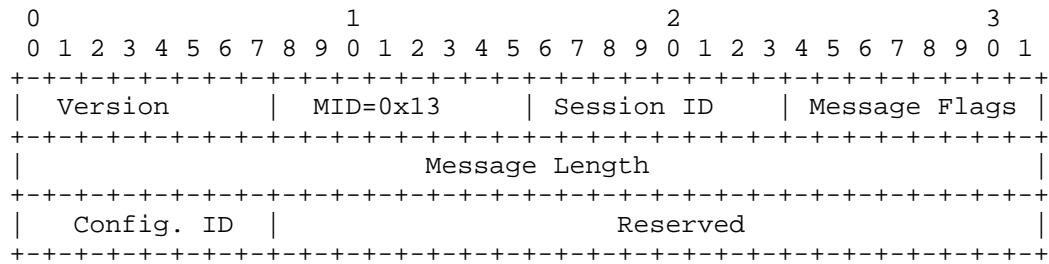 0                   1                   2                   3
 0 1 2 3 4 5 6 7 8 9 0 1 2 3 4 5 6 7 8 9 0 1 2 3 4 5 6 7 8 9 0 1
+-+-+-+-+-+-+-+-+-+-+-+-+-+-+-+-+-+-+-+-+-+-+-+-+-+-+-+-+-+-+-+-+
|  Version      |  MID=0x13     | Session ID    | Message Flags |
+-+-+-+-+-+-+-+-+-+-+-+-+-+-+-+-+-+-+-+-+-+-+-+-+-+-+-+-+-+-+-+-+
|                         Message Length                        |
+-+-+-+-+-+-+-+-+-+-+-+-+-+-+-+-+-+-+-+-+-+-+-+-+-+-+-+-+-+-+-+-+
|   Config. ID  |                     Reserved                  |
+-+-+-+-+-+-+-+-+-+-+-+-+-+-+-+-+-+-+-+-+-+-+-+-+-+-+-+-+-+-+-+-+